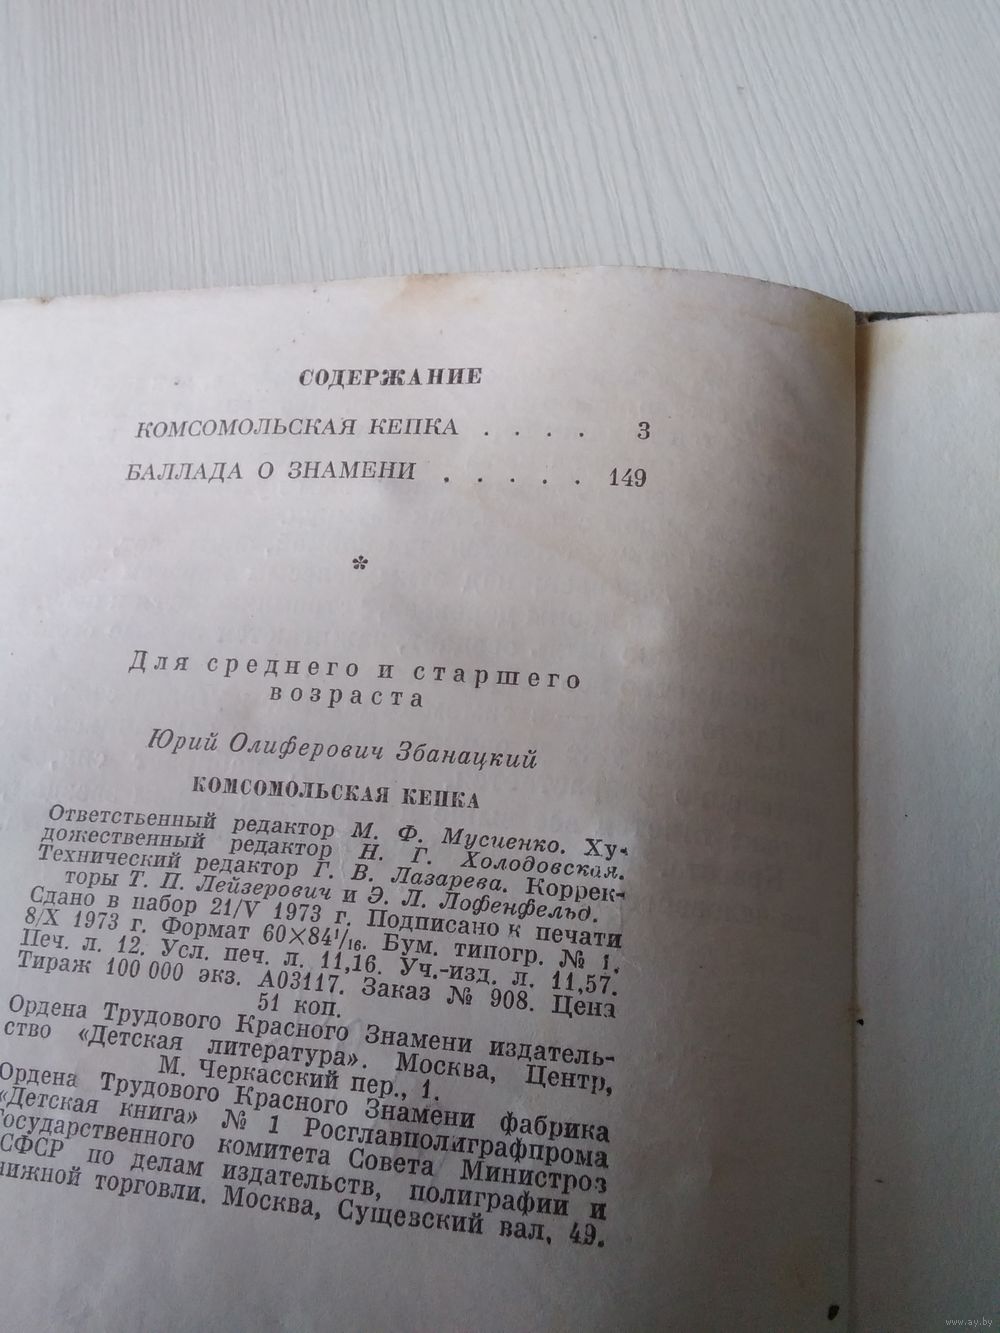 СОДЕРЖАНИЕ
КОМСОМОЛЬСКАЯ КЕПКА . . . . 3
БАЛЛАДА О ЗНАМЕНИ . . . . . 149
*
Для среднего и старшего
возраста
Юрий Олиферович Збанацкий
КОМСОМОЛЬСКАЯ КЕПКА
Ответственный редактор М. Ф. Мусиенко. Ху-
дожественный редактор Н. Г. Холодовская.
Технический редактор Г. В. Лазарева. Коррек-
торы Т. П. Лейзерович и Э. Л. Лофенфельд.
Сдано в набор 21/V 1973 г. Подписано к печати
8/X 1973 г. Формат 60×84¹/₁₆. Бум. типогр. № 1.
Печ. л. 12. Усл. печ. л. 11,16. Уч.-изд. л. 11,57.
Тираж 100 000 экз. А03117. Заказ № 908. Цена
51 коп.
Ордена Трудового Красного Знамени издатель-
ство «Детская литература». Москва, Центр,
М. Черкасский пер., 1.
Ордена Трудового Красного Знамени фабрика
«Детская книга» № 1 Росглавполиграфпрома
Государственного комитета Совета Министров
СФСР по делам издательств, полиграфии и
нижной торговли. Москва, Сущевский вал, 49.
www.ay.by